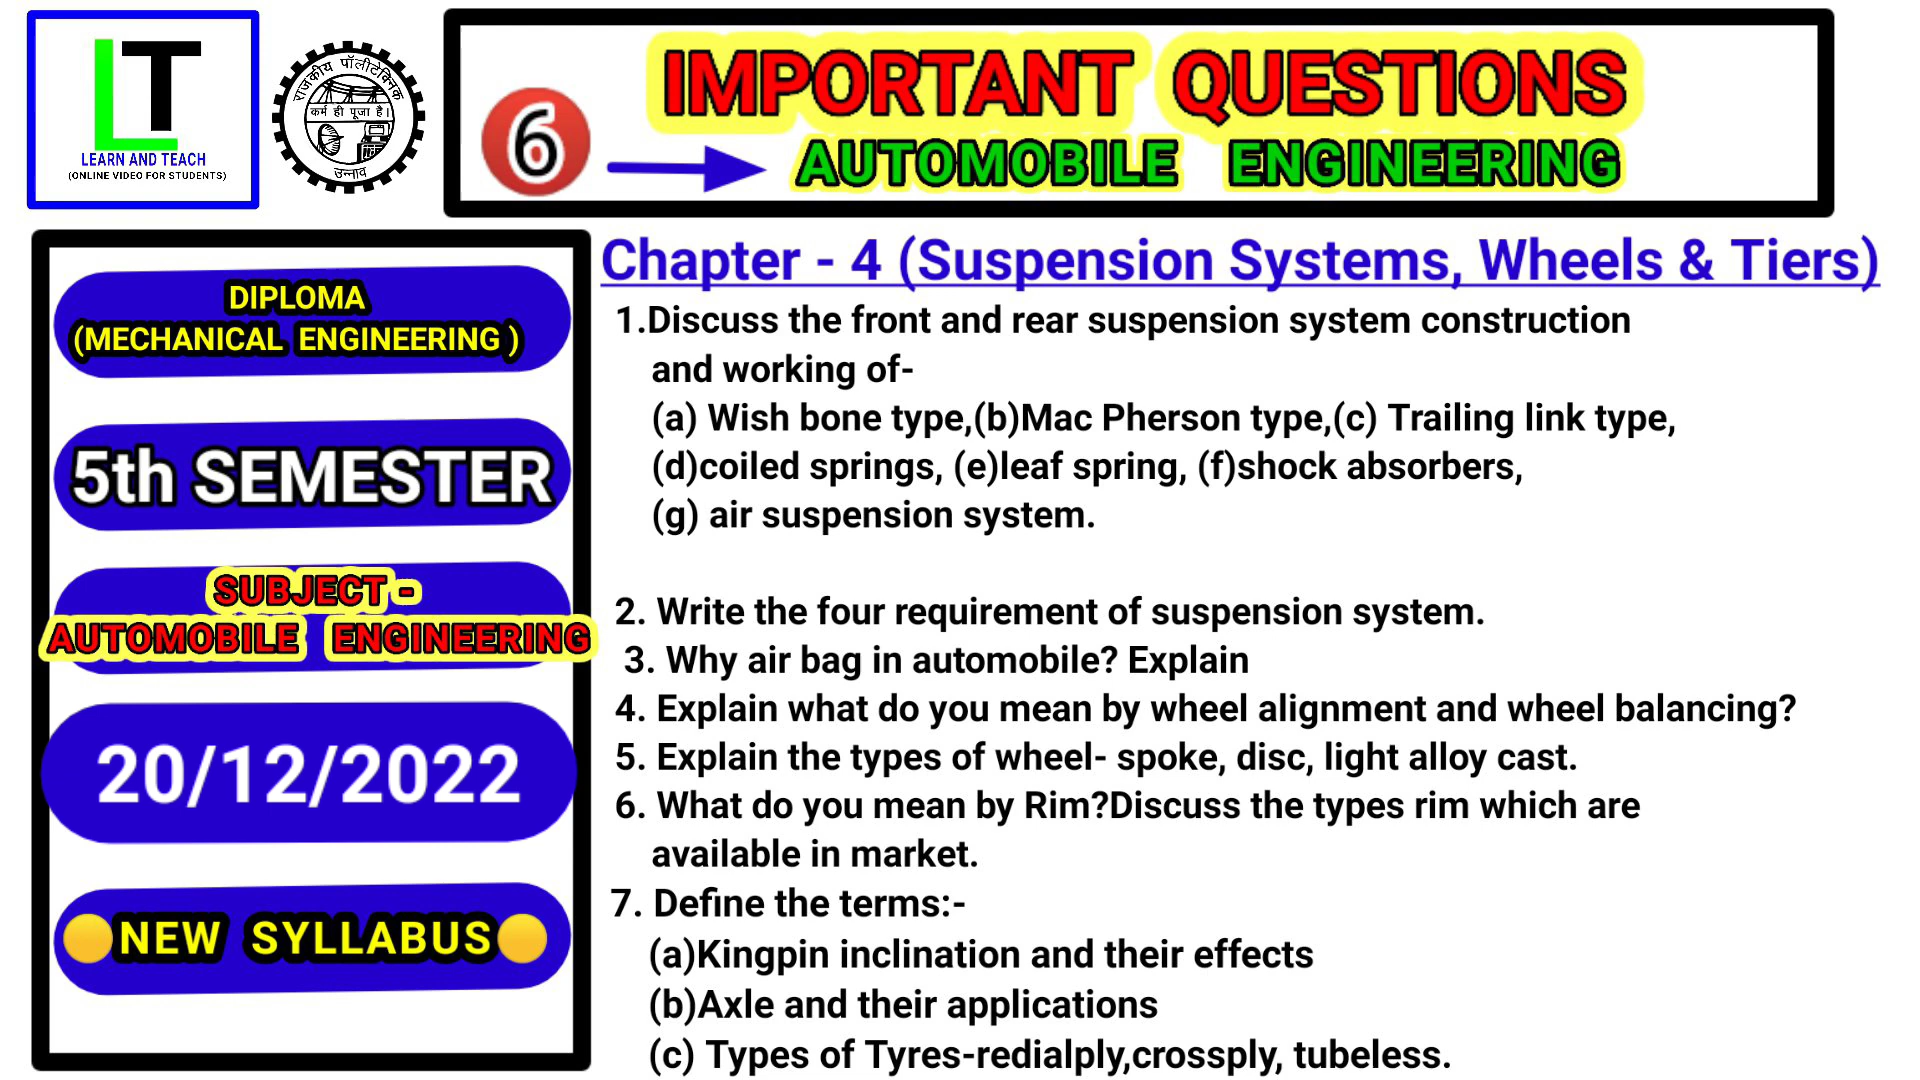 LT
LEARN AND TEACH
(ONLINE VIDEO FOR STUDENTS)
राजकीय पॉलीटेक्निक
कर्म ही पूजा है।
उन्नाव
6
IMPORTANT QUESTIONS
AUTOMOBILE ENGINEERING
DIPLOMA
(MECHANICAL ENGINEERING )
5th SEMESTER
SUBJECT -
AUTOMOBILE ENGINEERING
20/12/2022
NEW SYLLABUS
Chapter - 4 (Suspension Systems, Wheels & Tiers)
1.Discuss the front and rear suspension system construction
and working of-
(a) Wish bone type,(b)Mac Pherson type,(c) Trailing link type,
(d)coiled springs, (e)leaf spring, (f)shock absorbers,
(g) air suspension system.
2. Write the four requirement of suspension system.
3. Why air bag in automobile? Explain
4. Explain what do you mean by wheel alignment and wheel balancing?
5. Explain the types of wheel- spoke, disc, light alloy cast.
6. What do you mean by Rim?Discuss the types rim which are
available in market.
7. Define the terms:-
(a)Kingpin inclination and their effects
(b)Axle and their applications
(c) Types of Tyres-redialply,crossply, tubeless.